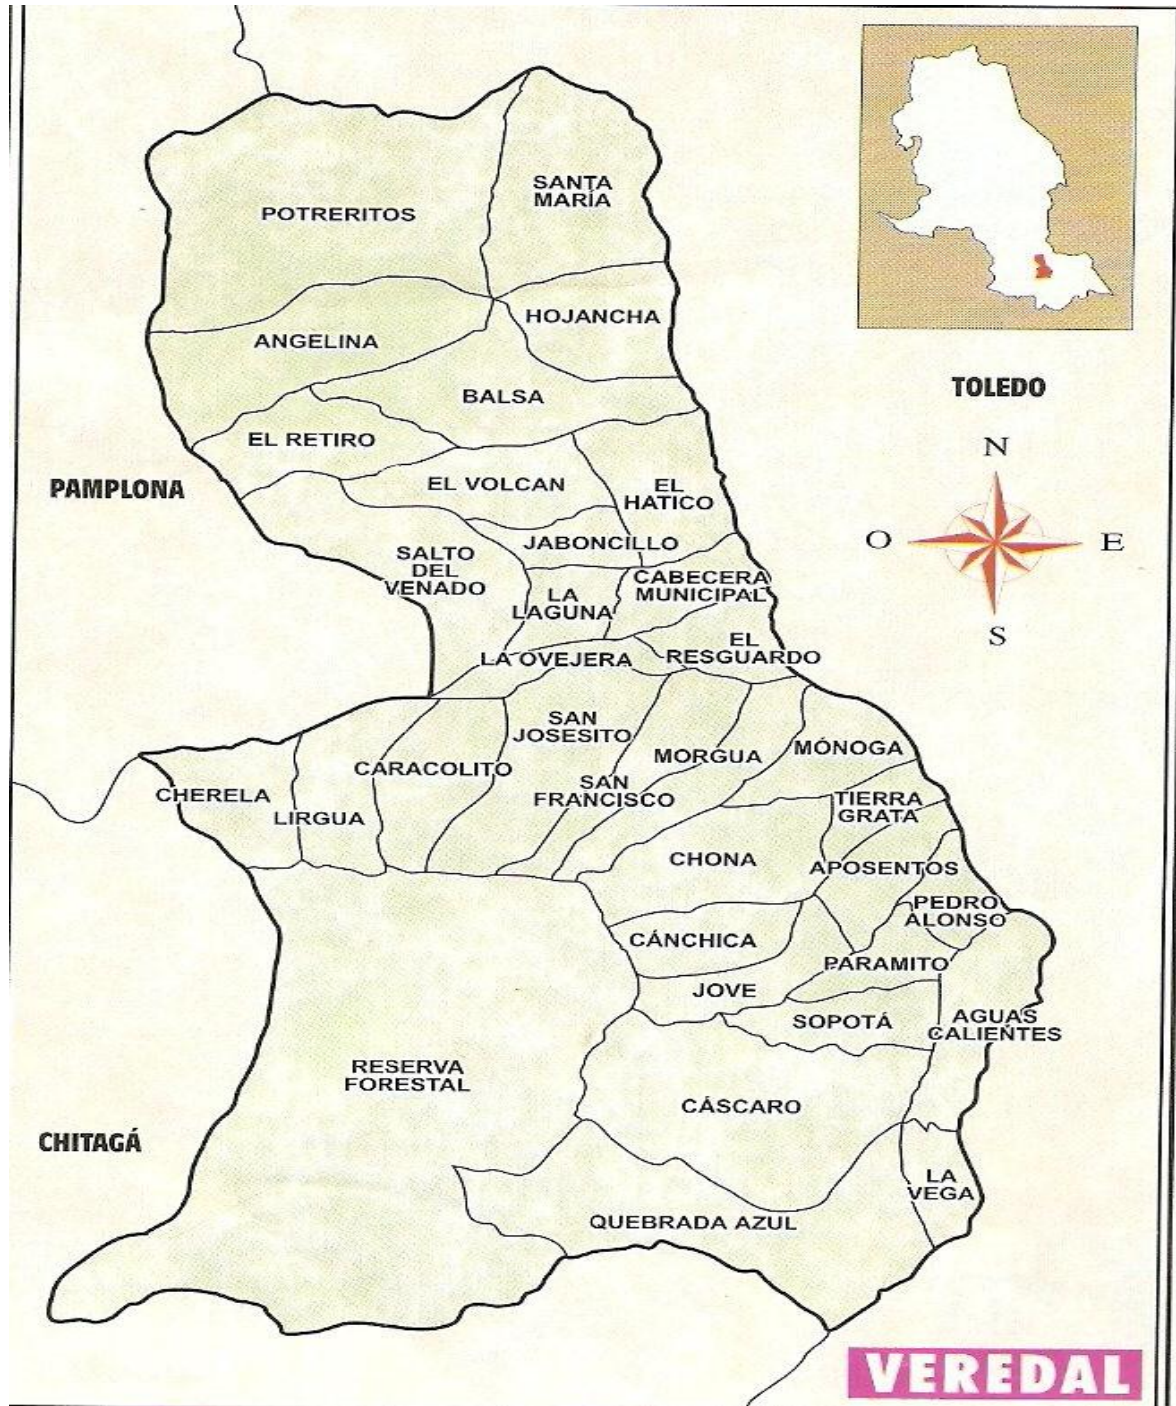 SANTA
MARÍA
POTRERITOS
HOJANCHA
ANGELINA
TOLEDO
BALSA
EL RETIRO
N
PAMPLONA
EL VOLCAN
EL
HATICO
O
E
JABONCILLO
SALTO
DEL
VENADO
CABECERA
MUNICIPAL
LA
LAGUNA
S
EL
RESGUARDO
LA OVEJERA
SAN
JOSESITO
MORGUA
MÓNOGA
CARACOLITO
SAN
FRANCISCO
CHERELA
LIRGUA
TIERRA
GRATA
CHONA
APOSENTOS
PEDRO
ALONSO
CÁNCHICA
PARAMITO
JOVE
SOPOTÁ
AGUAS
CALIENTES
RESERVA
FORESTAL
CÁSCARO
CHITAGÁ
LA
VEGA
QUEBRADA AZUL
VEREDAL